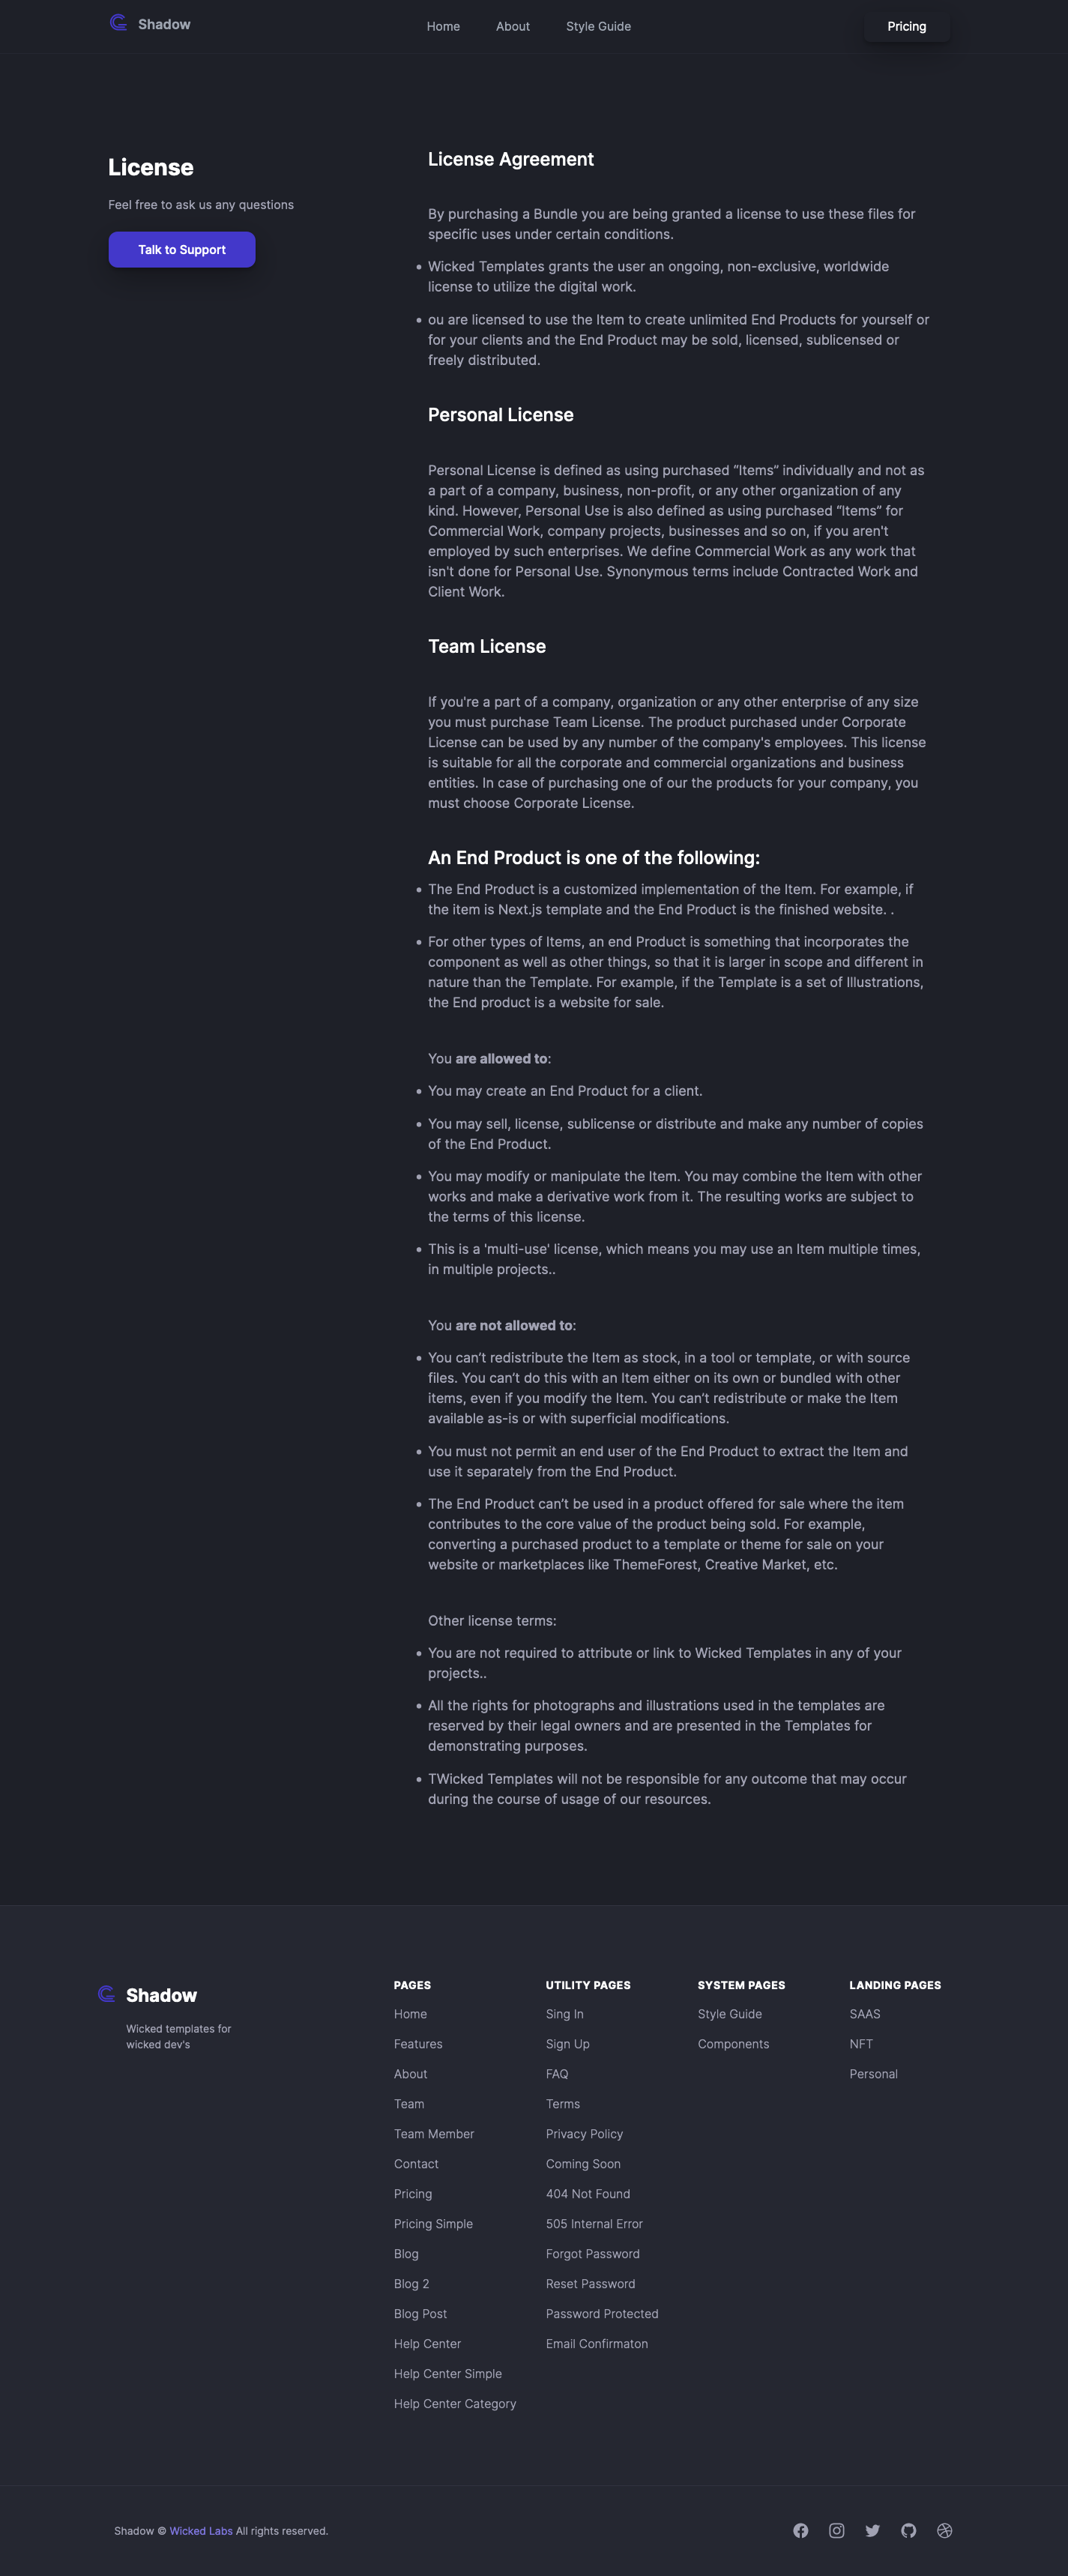 Shadow
Home
About
Style Guide
Pricing
License
Feel free to ask us any questions
Talk to Support
License Agreement
By purchasing a Bundle you are being granted a license to use these files for
specific uses under certain conditions.
Wicked Templates grants the user an ongoing, non-exclusive, worldwide
license to utilize the digital work.
ou are licensed to use the Item to create unlimited End Products for yourself or
for your clients and the End Product may be sold, licensed, sublicensed or
freely distributed.
Personal License
Personal License is defined as using purchased “Items” individually and not as
a part of a company, business, non-profit, or any other organization of any
kind. However, Personal Use is also defined as using purchased “Items” for
Commercial Work, company projects, businesses and so on, if you aren't
employed by such enterprises. We define Commercial Work as any work that
isn't done for Personal Use. Synonymous terms include Contracted Work and
Client Work.
Team License
If you're a part of a company, organization or any other enterprise of any size
you must purchase Team License. The product purchased under Corporate
License can be used by any number of the company's employees. This license
is suitable for all the corporate and commercial organizations and business
entities. In case of purchasing one of our the products for your company, you
must choose Corporate License.
An End Product is one of the following:
The End Product is a customized implementation of the Item. For example, if
the item is Next.js template and the End Product is the finished website. .
For other types of Items, an end Product is something that incorporates the
component as well as other things, so that it is larger in scope and different in
nature than the Template. For example, if the Template is a set of Illustrations,
the End product is a website for sale.
You are allowed to:
You may create an End Product for a client.
You may sell, license, sublicense or distribute and make any number of copies
of the End Product.
You may modify or manipulate the Item. You may combine the Item with other
works and make a derivative work from it. The resulting works are subject to
the terms of this license.
This is a 'multi-use' license, which means you may use an Item multiple times,
in multiple projects..
You are not allowed to:
You can’t redistribute the Item as stock, in a tool or template, or with source
files. You can’t do this with an Item either on its own or bundled with other
items, even if you modify the Item. You can’t redistribute or make the Item
available as-is or with superficial modifications.
You must not permit an end user of the End Product to extract the Item and
use it separately from the End Product.
The End Product can’t be used in a product offered for sale where the item
contributes to the core value of the product being sold. For example,
converting a purchased product to a template or theme for sale on your
website or marketplaces like ThemeForest, Creative Market, etc.
Other license terms:
You are not required to attribute or link to Wicked Templates in any of your
projects..
All the rights for photographs and illustrations used in the templates are
reserved by their legal owners and are presented in the Templates for
demonstrating purposes.
TWicked Templates will not be responsible for any outcome that may occur
during the course of usage of our resources.
Shadow
Wicked templates for
wicked dev's
PAGES
Home
Features
About
Team
Team Member
Contact
Pricing
Pricing Simple
Blog
Blog 2
Blog Post
Help Center
Help Center Simple
Help Center Category
UTILITY PAGES
Sing In
Sign Up
FAQ
Terms
Privacy Policy
Coming Soon
404 Not Found
505 Internal Error
Forgot Password
Reset Password
Password Protected
Email Confirmaton
SYSTEM PAGES
Style Guide
Components
LANDING PAGES
SAAS
NFT
Personal
Shadow © Wicked Labs All rights reserved.